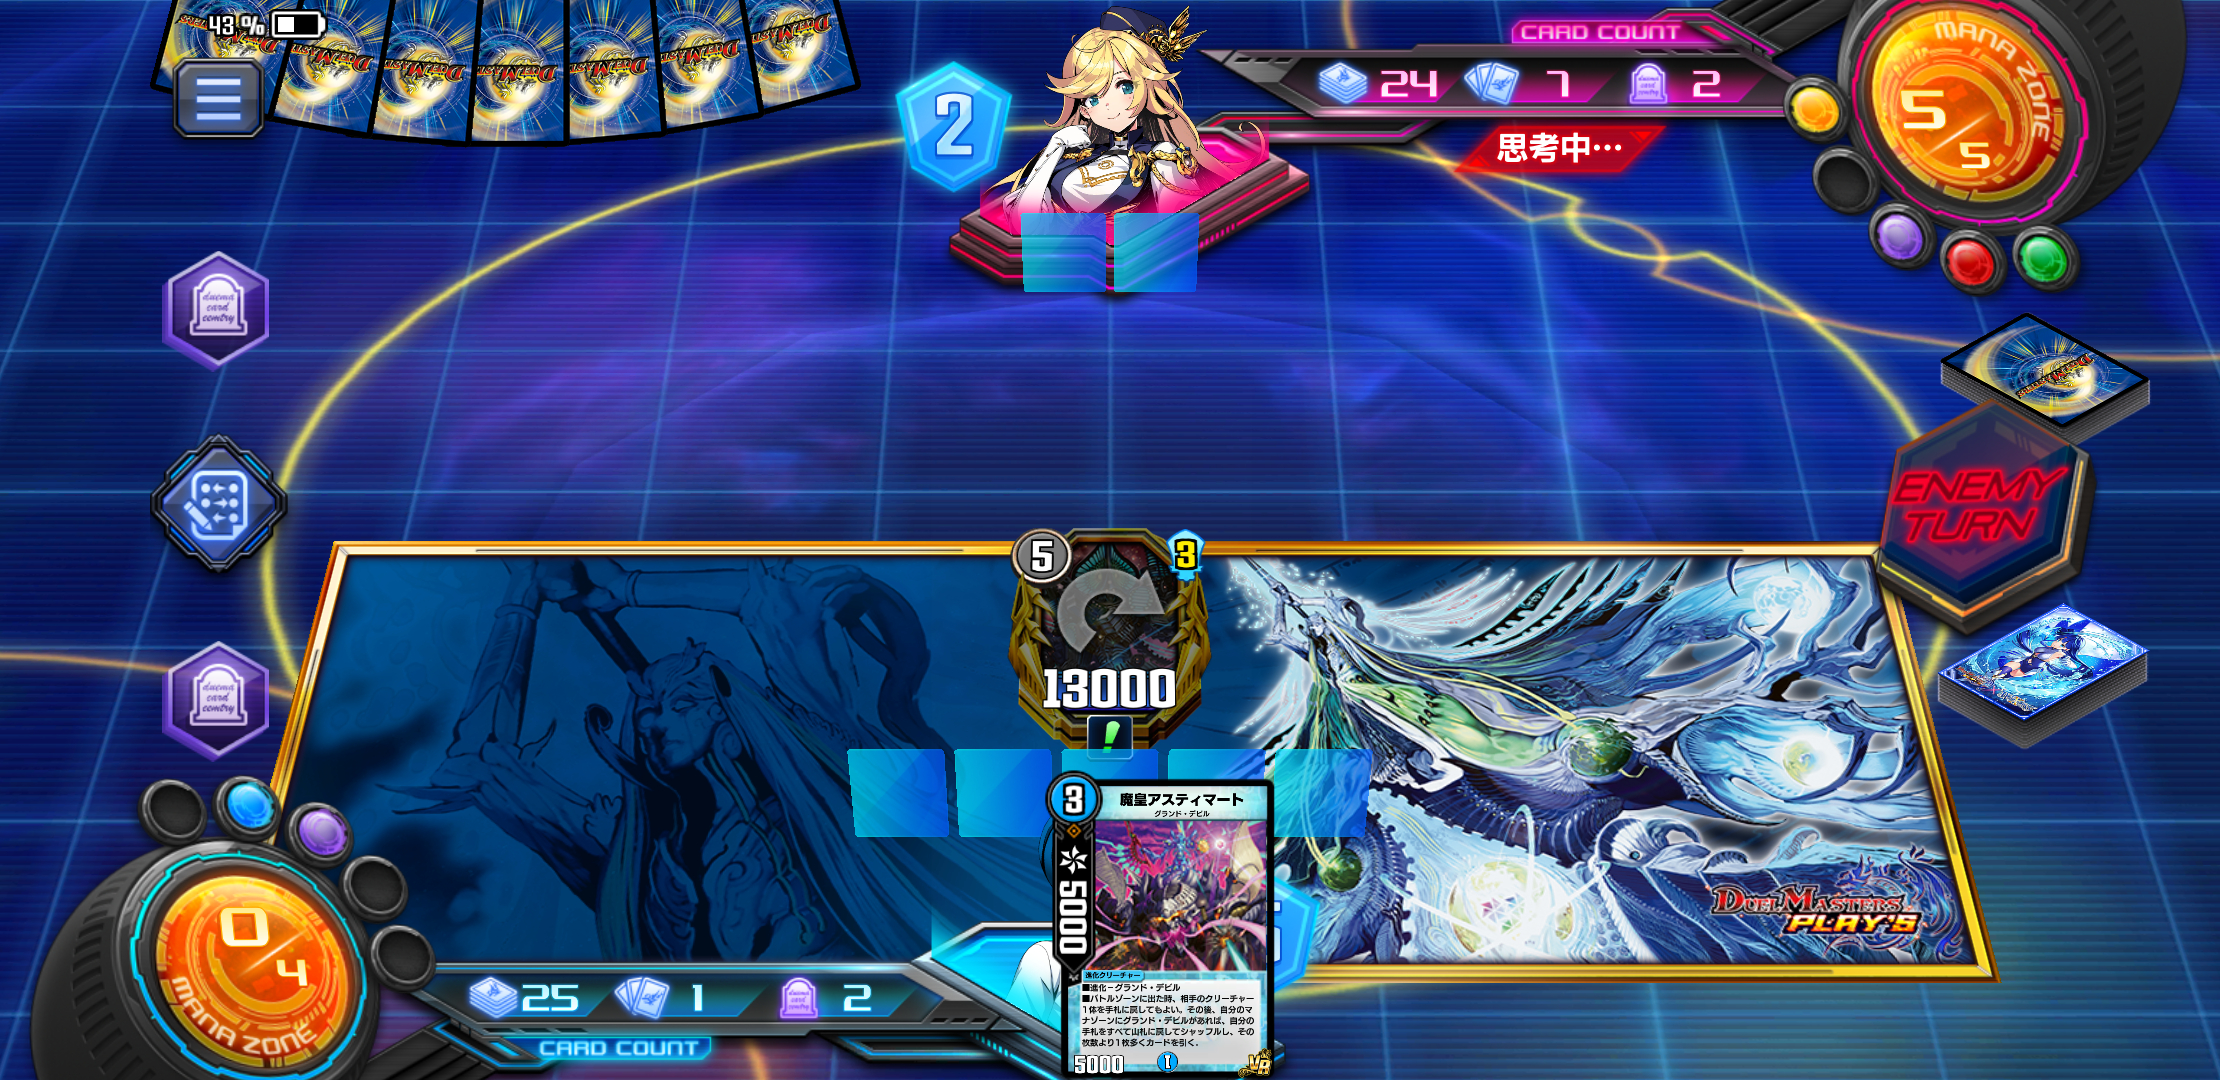 43 %
2
CARD COUNT
24
7
2
思考中…
MANA ZONE
5/5
duema card cemtry
ENEMY TURN
5
3
13000
!
duema card cemtry
3
魔皇アスティマート
グランド・デビル
5000
進化クリーチャー
■進化－グランド・デビル
■バトルゾーンに出た時、相手のクリーチャー
1体を手札に戻してもよい。その後、自分のマ
ナゾーンにグランド・デビルがあれば、自分の
手札をすべて山札に戻してシャッフルし、その
枚数より1枚多くカードを引く。
5000
VR
DUEL MASTERS
PLAY'S
0/4
MANA ZONE
25
1
2
CARD COUNT